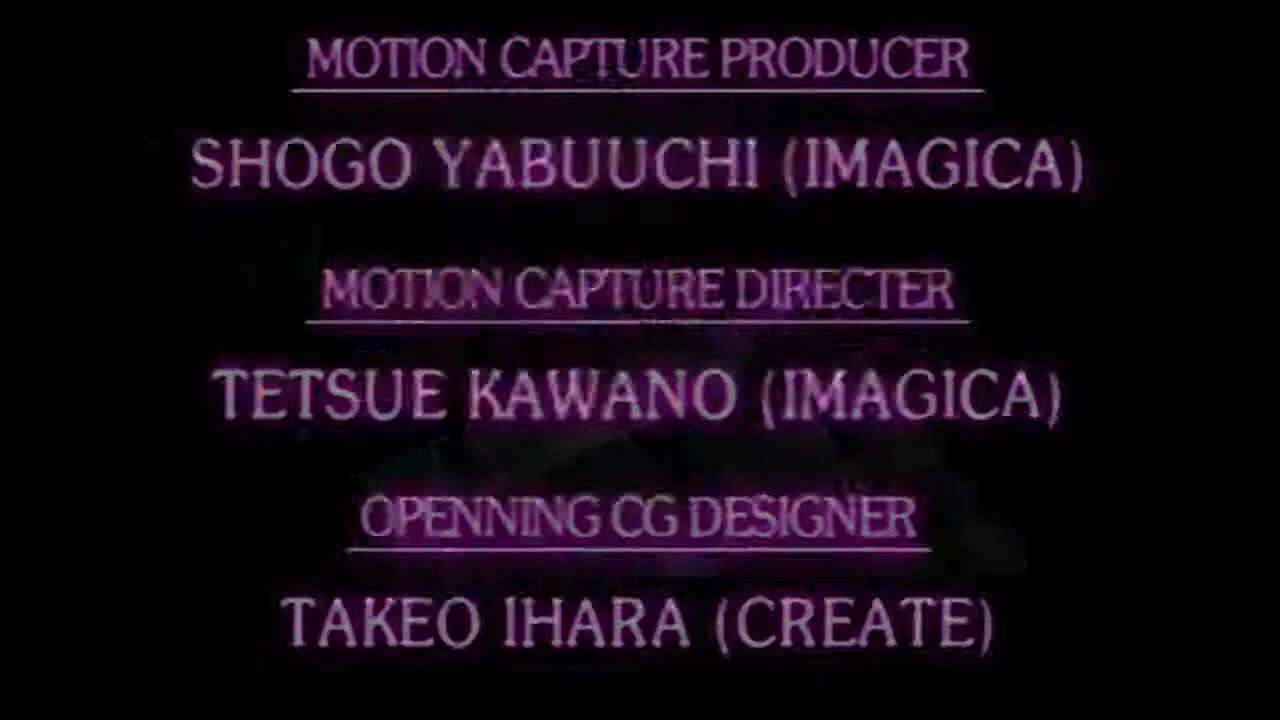 MOTION CAPTURE PRODUCER
SHOGO YABUUCHI (IMAGICA)
MOTION CAPTURE DIRECTER
TETSUE KAWANO (IMAGICA)
OPENNING CG DESIGNER
TAKEO IHARA (CREATE)